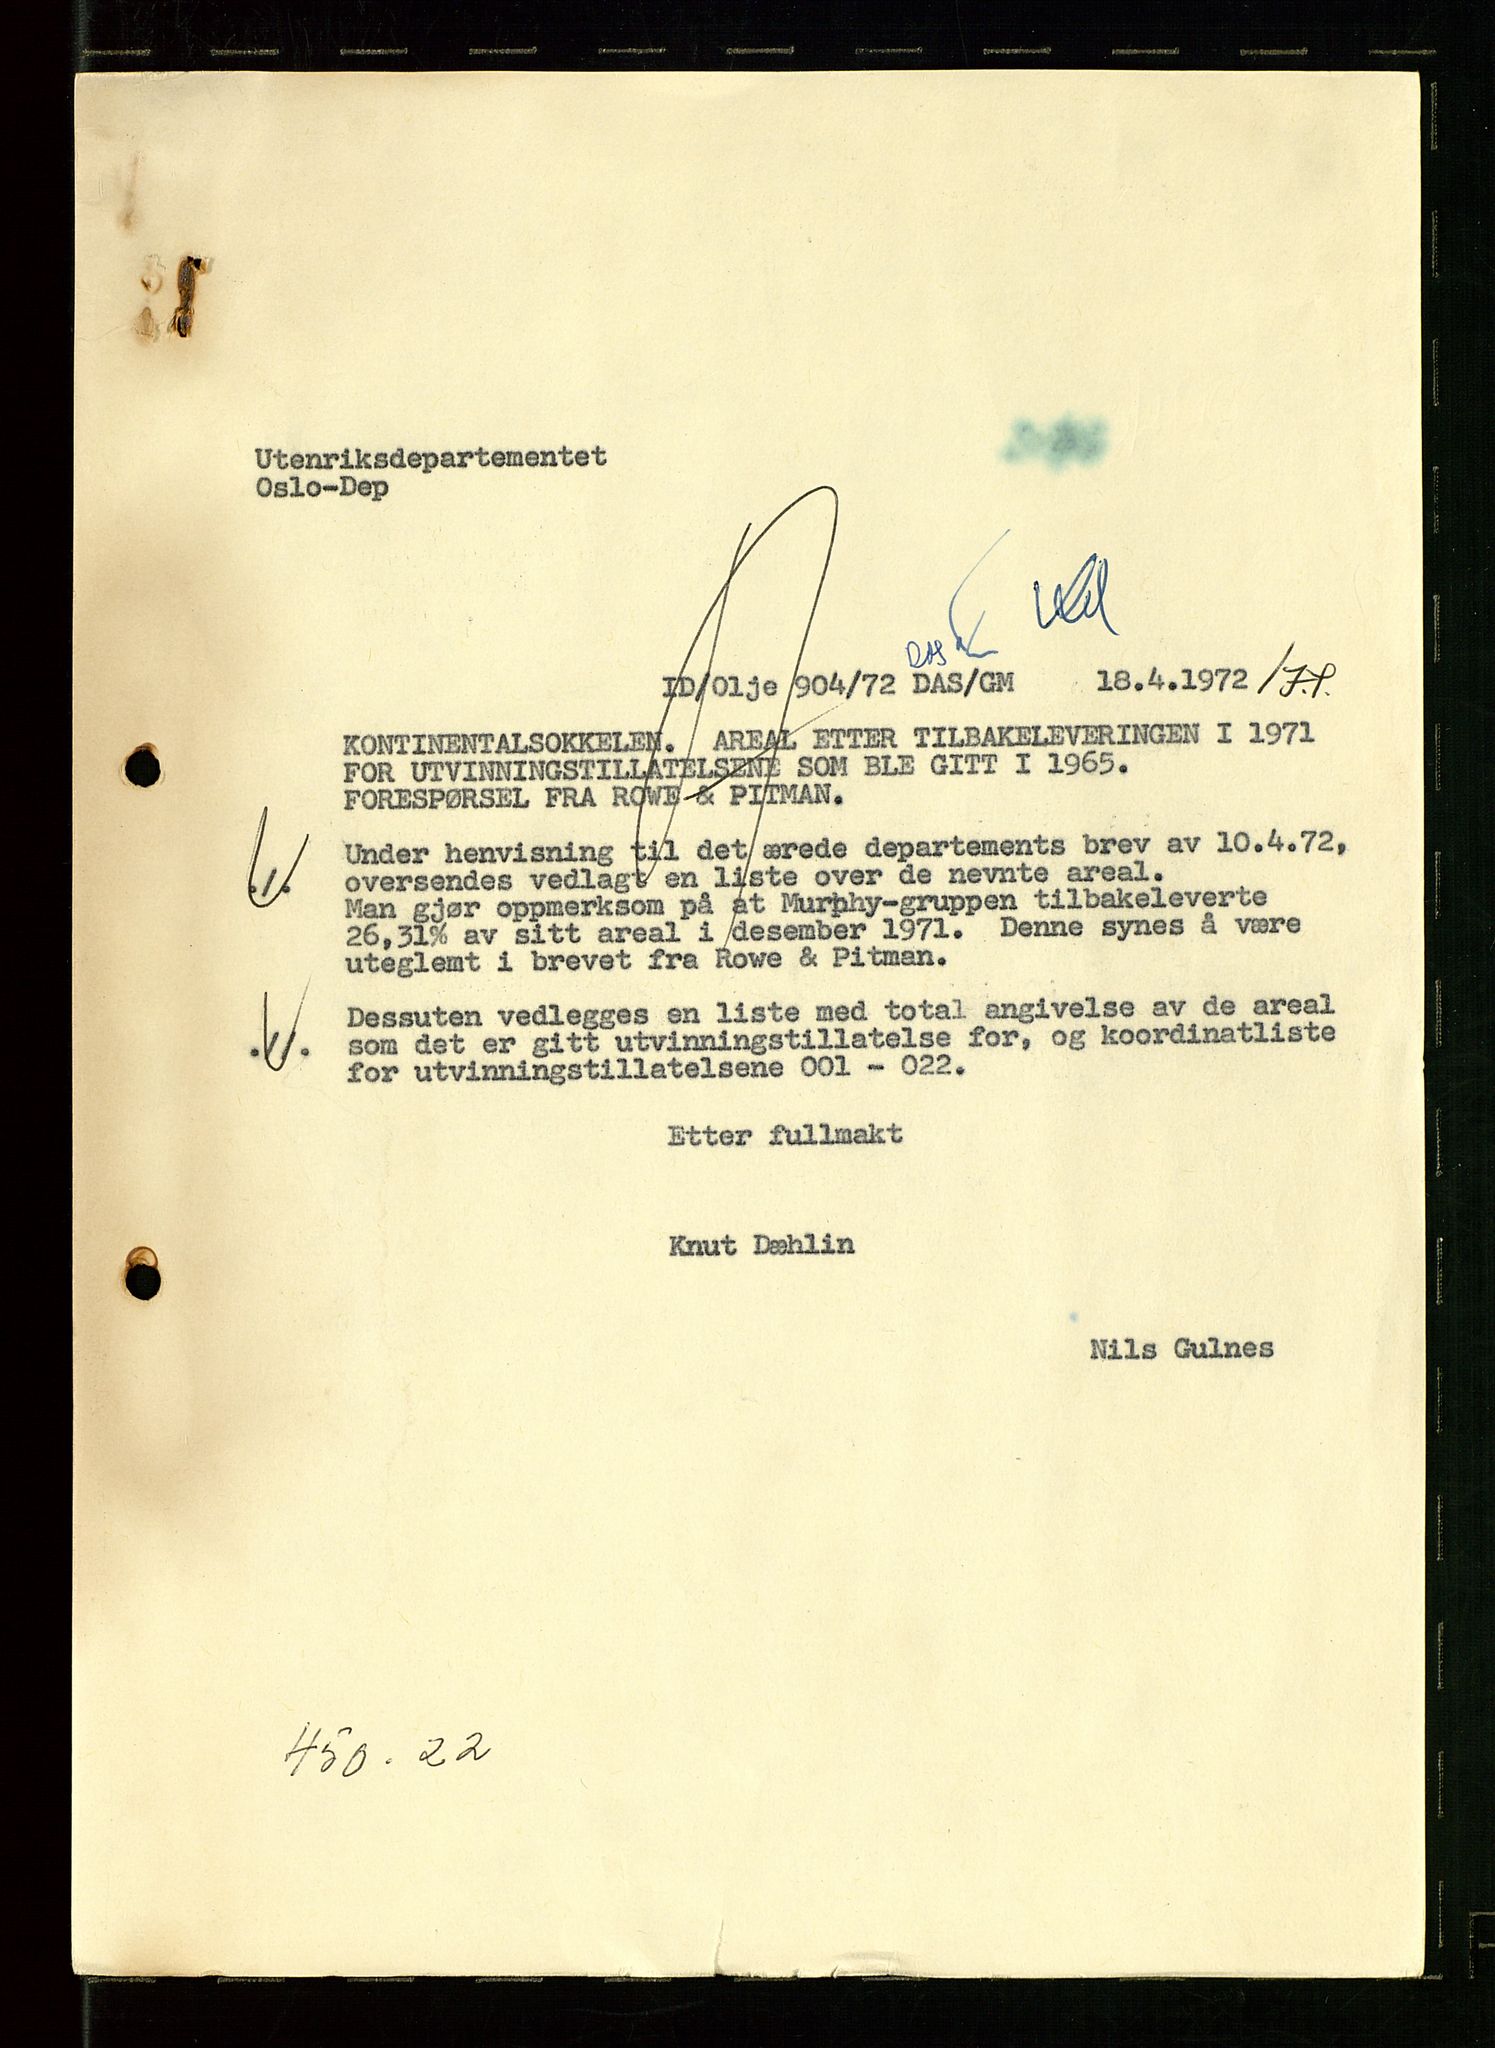 Utenriksdepartementet
Oslo-Dep
DAS
ID/Olje 904/72 DAS/GM 18.4.1972 /J.P.
KONTINENTALSOKKELEN. AREAL ETTER TILBAKELEVERINGEN I 1971
FOR UTVINNINGSTILLATELSENE SOM BLE GITT I 1965.
FORESPØRSEL FRA ROWE & PITMAN.
Under henvisning til det ærede departements brev av 10.4.72,
./. oversendes vedlagt en liste over de nevnte areal.
Man gjør oppmerksom på at Murphy-gruppen tilbakeleverte
26,31% av sitt areal i desember 1971. Denne synes å være
uteglemt i brevet fra Rowe & Pitman.
Dessuten vedlegges en liste med total angivelse av de areal
./. som det er gitt utvinningstillatelse for, og koordinatliste
for utvinningstillatelsene 001 - 022.
Etter fullmakt
Knut Dæhlin
Nils Gulnes
450.22